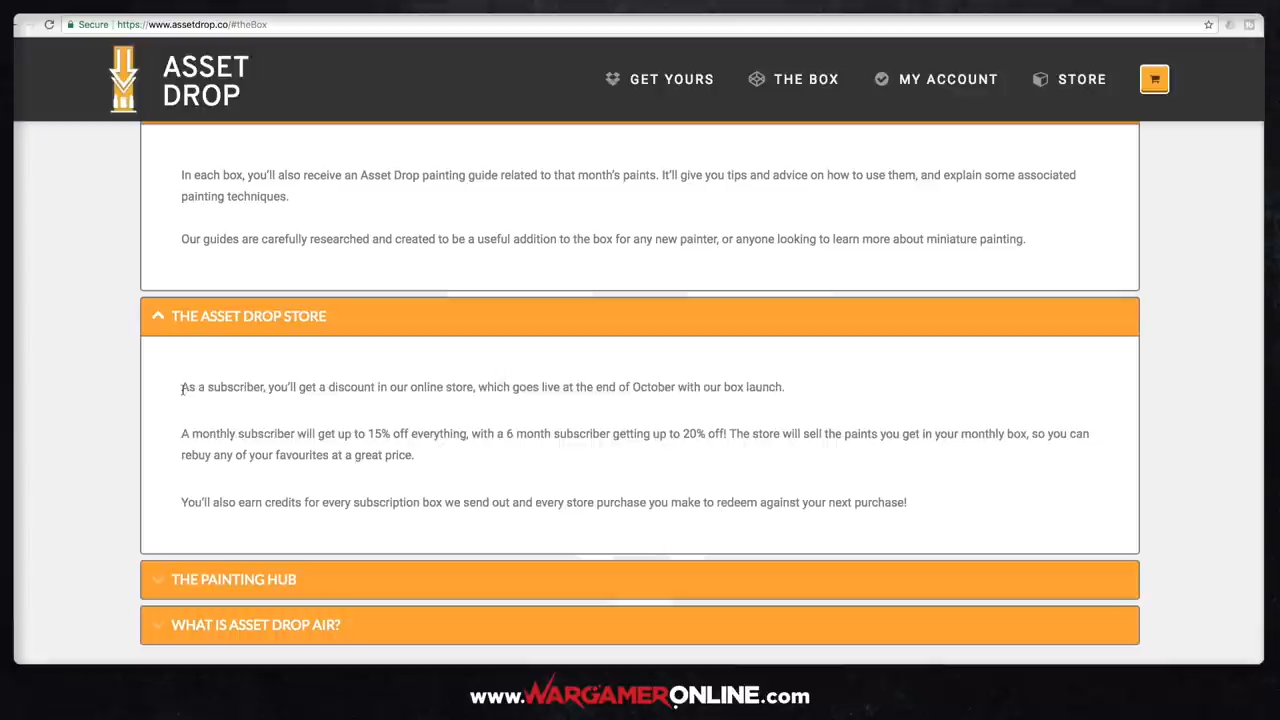 Secure https://www.assetdrop.co/#theBox
ASSET DROP
GET YOURS THE BOX MY ACCOUNT STORE
In each box, you'll also receive an Asset Drop painting guide related to that month's paints. It'll give you tips and advice on how to use them, and explain some associated
painting techniques.
Our guides are carefully researched and created to be a useful addition to the box for any new painter, or anyone looking to learn more about miniature painting.
THE ASSET DROP STORE
As a subscriber, you'll get a discount in our online store, which goes live at the end of October with our box launch.
A monthly subscriber will get up to 15% off everything, with a 6 month subscriber getting up to 20% off! The store will sell the paints you get in your monthly box, so you can
rebuy any of your favourites at a great price.
You'll also earn credits for every subscription box we send out and every store purchase you make to redeem against your next purchase!
THE PAINTING HUB
WHAT IS ASSET DROP AIR?
www.WARGAMERONLINE.com